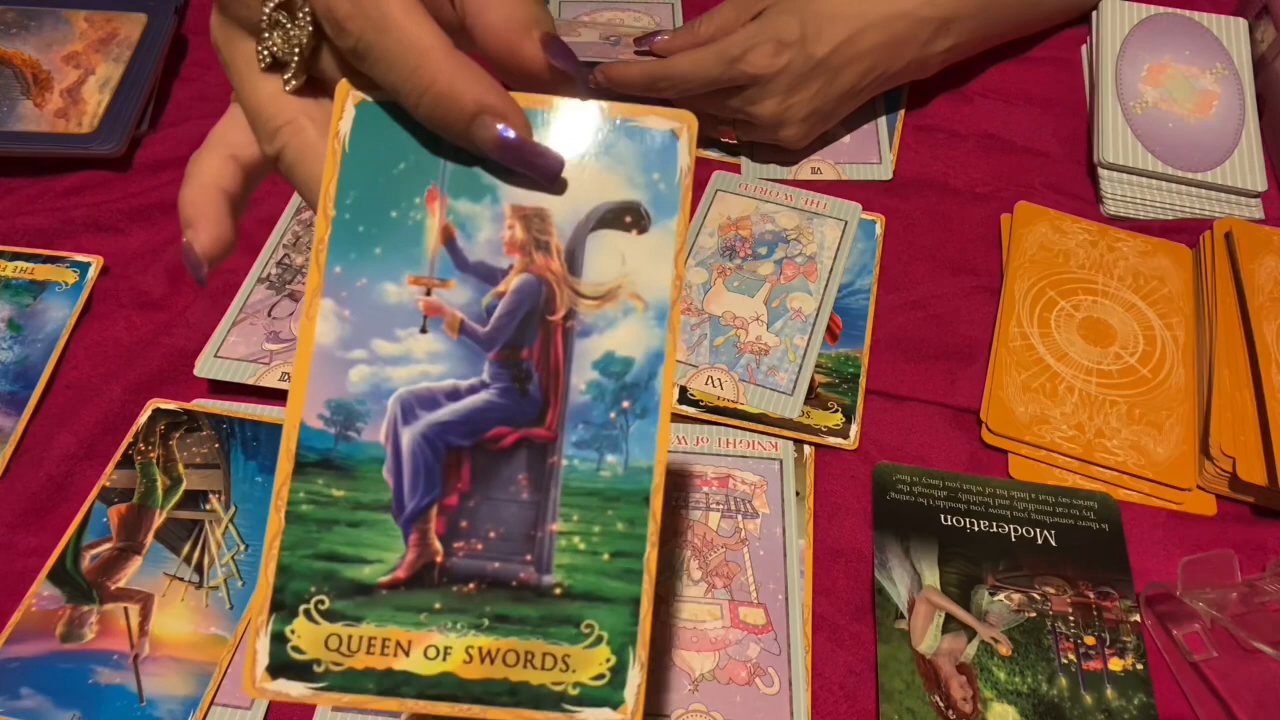 QUEEN OF SWORDS.
THE WORLD
XXI
VII
XII
KNIGHT of
Moderation
Is there something you know you shouldn't be eating?
Try to eat mindfully and healthily – although the
fairies say that a little bit of what you fancy is fine!
THE